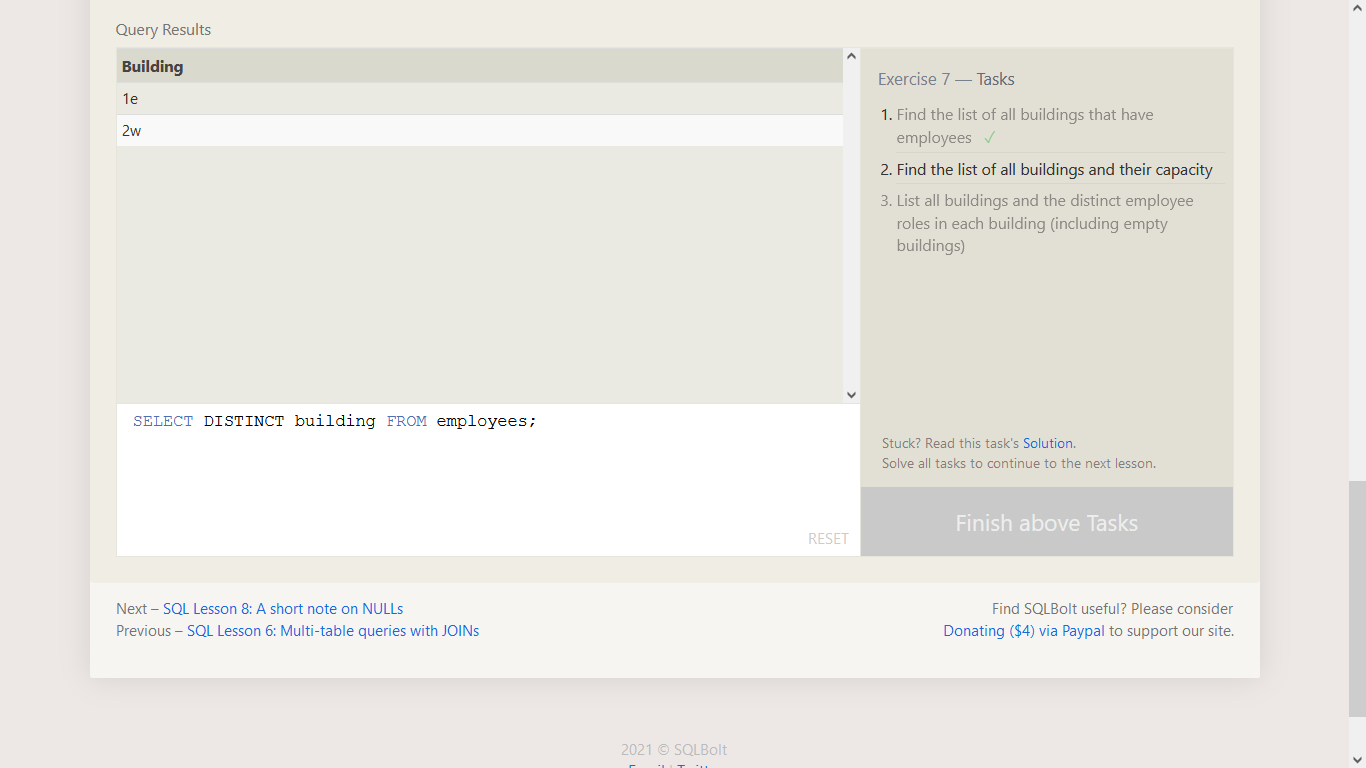 Query Results
Building
1e
2w
SELECT DISTINCT building FROM employees;
RESET
Exercise 7 — Tasks
1. Find the list of all buildings that have
employees ✓
2. Find the list of all buildings and their capacity
3. List all buildings and the distinct employee
roles in each building (including empty
buildings)
Stuck? Read this task's Solution.
Solve all tasks to continue to the next lesson.
Finish above Tasks
Next – SQL Lesson 8: A short note on NULLs
Previous – SQL Lesson 6: Multi-table queries with JOINs
Find SQLBolt useful? Please consider
Donating ($4) via Paypal to support our site.
2021 © SQLBolt